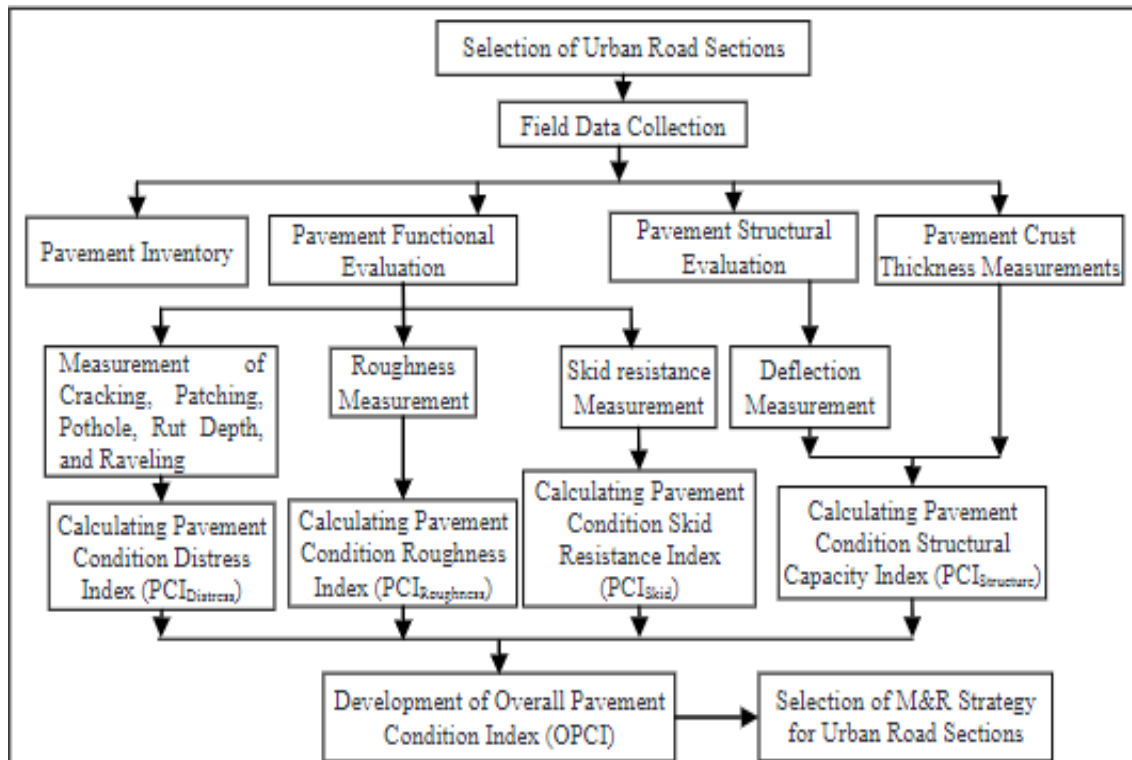 Selection of Urban Road Sections
Field Data Collection
Pavement Inventory
Pavement Functional
Evaluation
Pavement Structural
Evaluation
Pavement Crust
Thickness Measurements
Measurement of
Cracking, Patching,
Pothole, Rut Depth,
and Raveling
Roughness
Measurement
Skid resistance
Measurement
Deflection
Measurement
Calculating Pavement
Condition Distress
Index (PCIDistress)
Calculating Pavement
Condition Roughness
Index (PCIRoughness)
Calculating Pavement
Condition Skid
Resistance Index
(PCISkid)
Calculating Pavement
Condition Structural
Capacity Index (PCIStructure)
Development of Overall Pavement
Condition Index (OPCI)
Selection of M&R Strategy
for Urban Road Sections